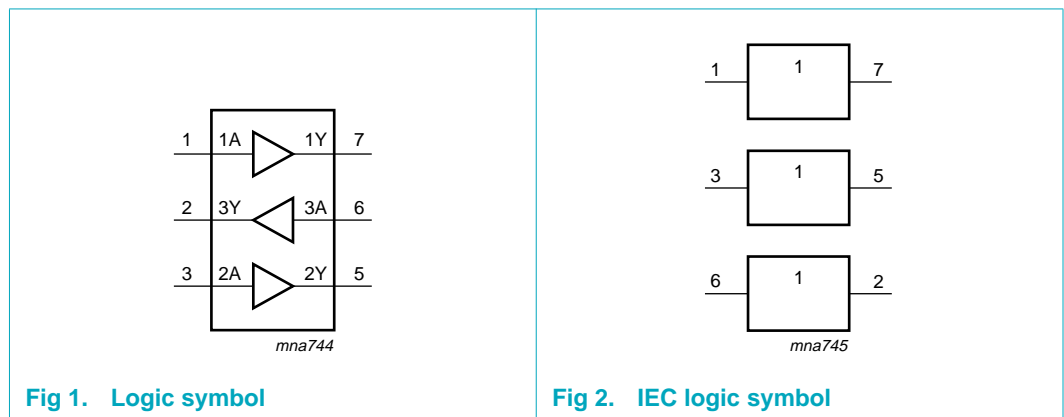 1 1A 1Y 7
2 3Y 3A 6
3 2A 2Y 5
mna744
Fig 1. Logic symbol
1 1 7
3 1 5
6 1 2
mna745
Fig 2. IEC logic symbol